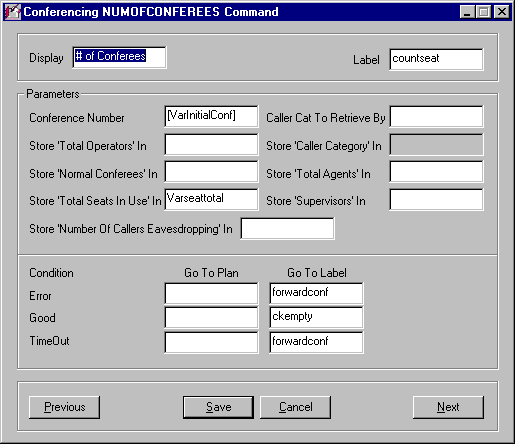 Conferencing NUMOFCONFEREES Command
Display # of Conferees Label countseat
Parameters
Conference Number [VarInitialConf] Caller Cat To Retrieve By
Store 'Total Operators' In Store 'Caller Category' In
Store 'Normal Conferees' In Store 'Total Agents' In
Store 'Total Seats In Use' In Varseattotal Store 'Supervisors' In
Store 'Number Of Callers Eavesdropping' In
Condition Go To Plan Go To Label
Error forwardconf
Good ckempty
TimeOut forwardconf
Previous Save Cancel Next